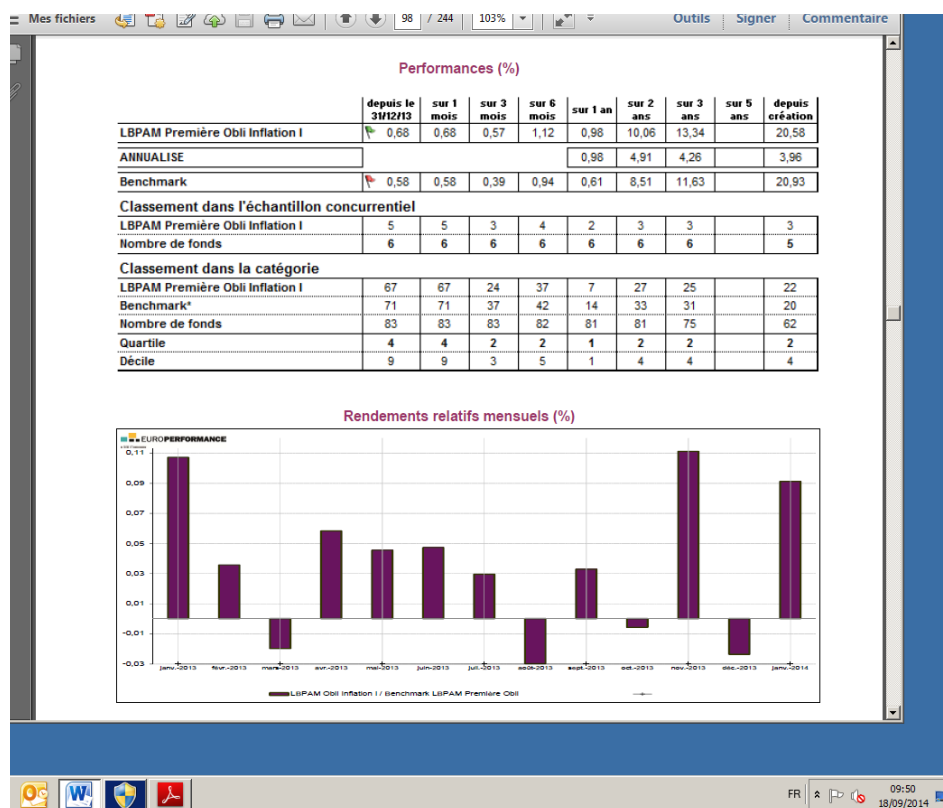 Mes fichiers 98 / 244 103% Outils Signer Commentaire
Performances (%)
depuis le 31/12/13 sur 1 mois sur 3 mois sur 6 mois sur 1 an sur 2 ans sur 3 ans sur 5 ans depuis création
LBPAM Première Obli Inflation I 0,68 0,68 0,57 1,12 0,98 10,06 13,34 20,58
ANNUALISE 0,98 4,91 4,26 3,96
Benchmark 0,58 0,58 0,39 0,94 0,61 8,51 11,63 20,93
Classement dans l'échantillon concurrentiel
LBPAM Première Obli Inflation I 5 5 3 4 2 3 3 3
Nombre de fonds 6 6 6 6 6 6 6 5
Classement dans la catégorie
LBPAM Première Obli Inflation I 67 67 24 37 7 27 25 22
Benchmark* 71 71 37 42 14 33 31 20
Nombre de fonds 83 83 83 82 81 81 75 62
Quartile 4 4 2 2 1 2 2 2
Décile 9 9 3 5 1 4 4 4
Rendements relatifs mensuels (%)
EUROPERFORMANCE
0,11
0,09
0,07
0,05
0,03
0,01
-0,01
-0,03
janv.-2013 févr.-2013 mars-2013 avr.-2013 mai-2013 juin-2013 juil.-2013 août-2013 sept.-2013 oct.-2013 nov.-2013 déc.-2013 janv.-2014
LBPAM Obli Inflation I / Benchmark LBPAM Première Obli
FR 09:50
18/09/2014